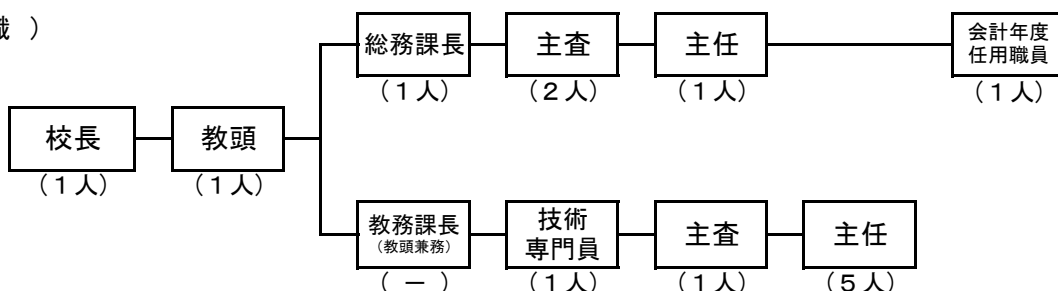 職 ）
総務課長 主査 主任 会計年度
任用職員
（１人） （２人） （１人） （１人）
校長 教頭
（１人） （１人）
教務課長
（教頭兼務） 技術
専門員 主査 主任
（ － ） （１人） （１人） （５人）